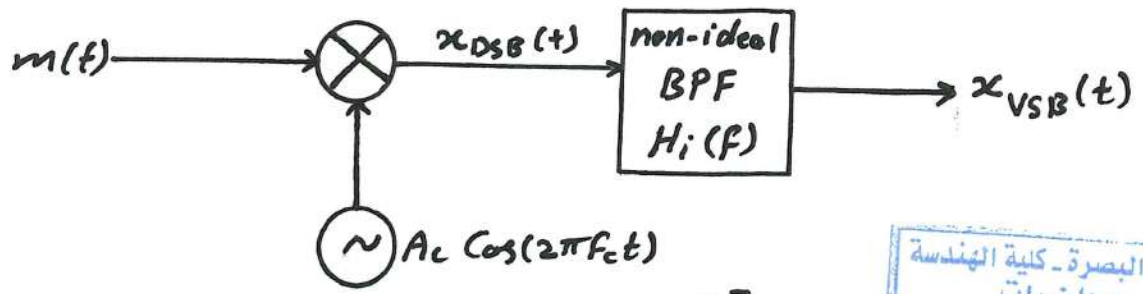 m(t)
x_DSB(t)
non-ideal
BPF
H_i(f)
x_VSB(t)
~
A_c Cos(2πf_c t)
البصرة - كلية الهندسة